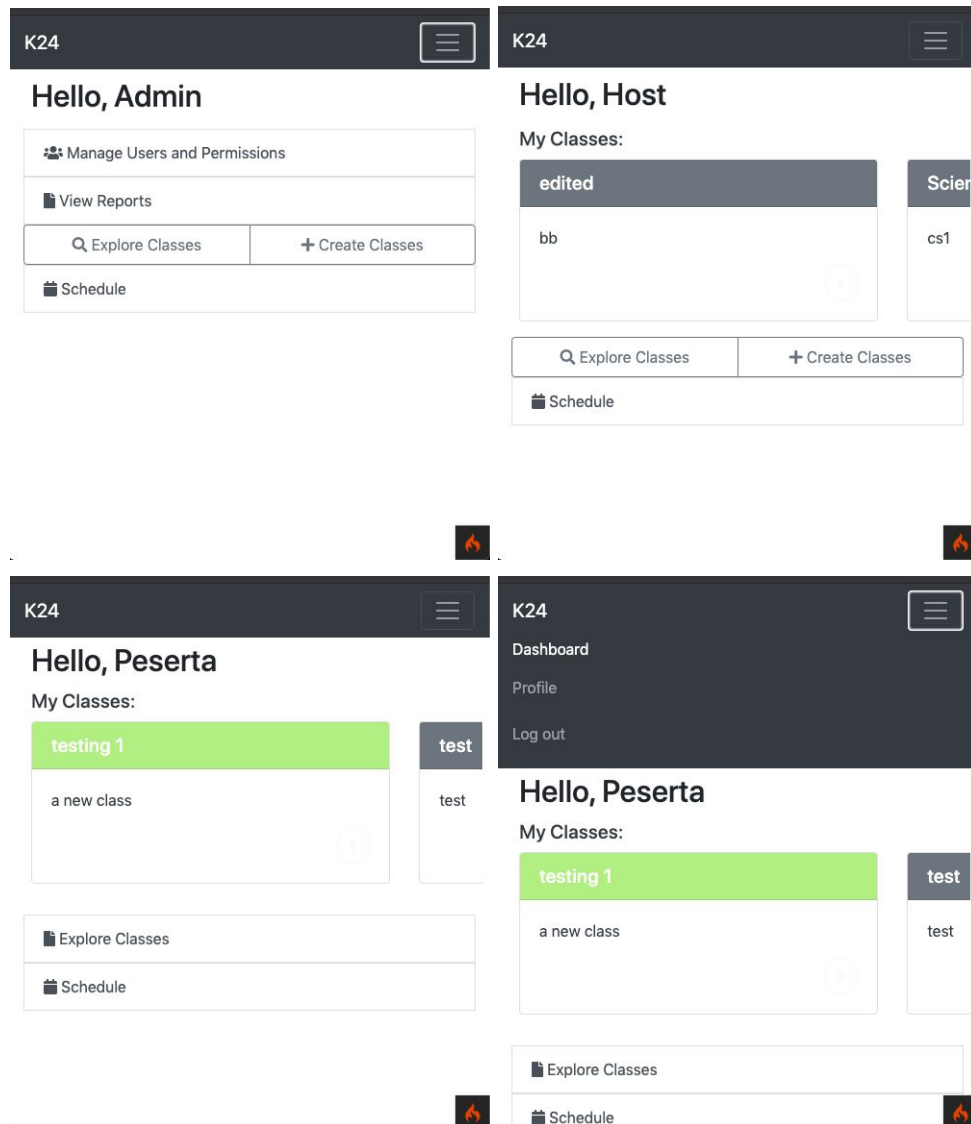 K24
Hello, Admin
Manage Users and Permissions
View Reports
Explore Classes
Create Classes
Schedule
K24
Hello, Host
My Classes:
edited
Scien
bb
cs1
Explore Classes
Create Classes
Schedule
K24
Hello, Peserta
My Classes:
testing 1
test
a new class
test
Explore Classes
Schedule
K24
Dashboard
Profile
Log out
Hello, Peserta
My Classes:
testing 1
test
a new class
test
Explore Classes
Schedule